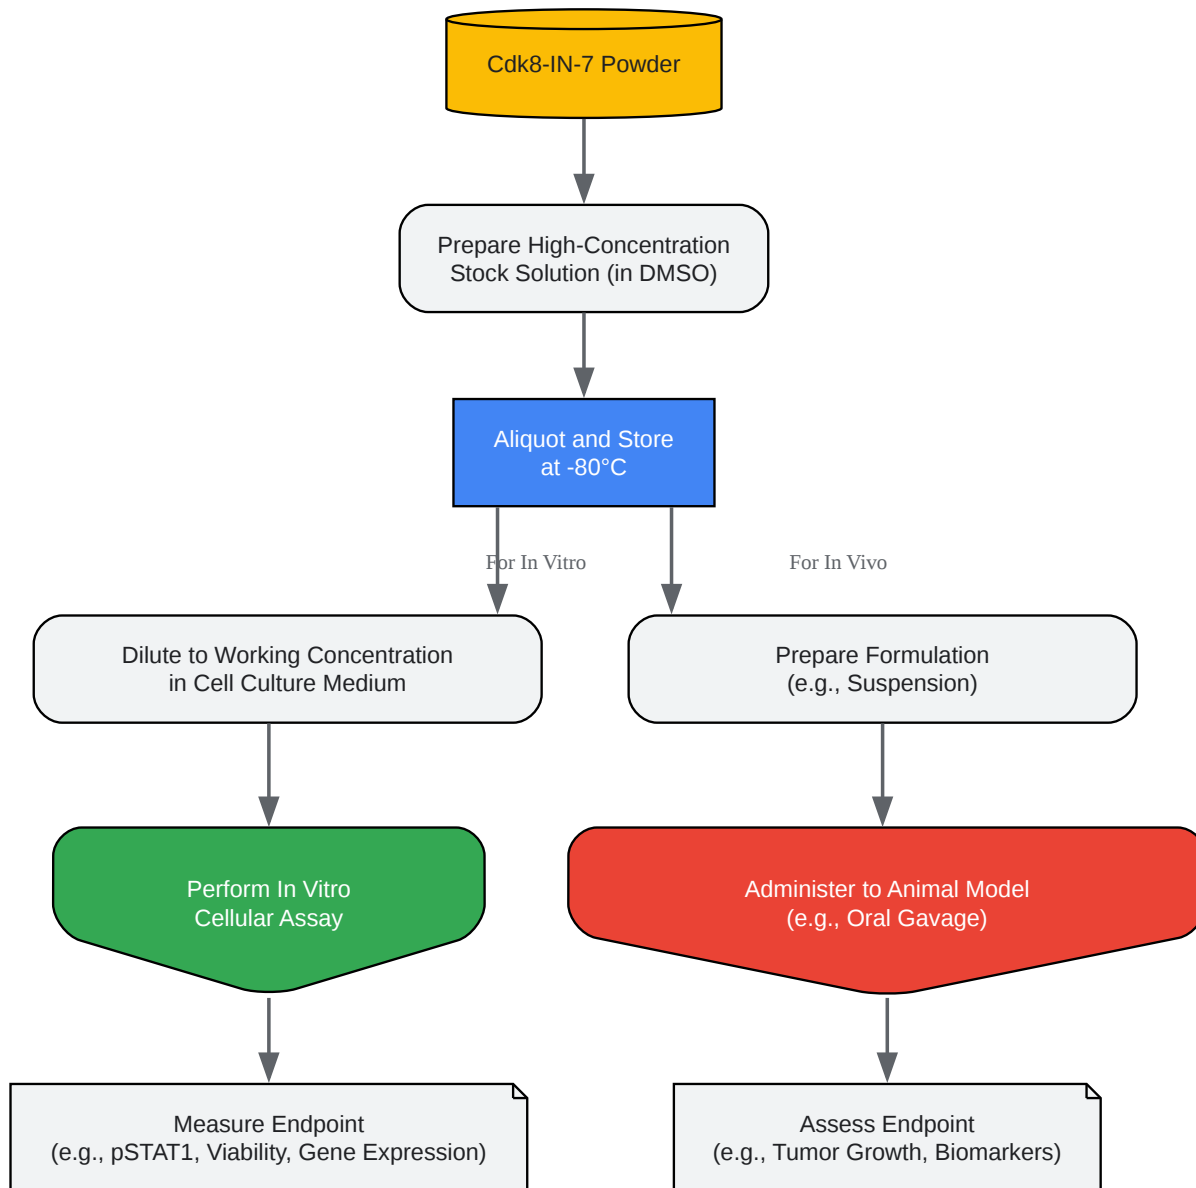 Cdk8-IN-7 Powder
Prepare High-Concentration
Stock Solution (in DMSO)
Aliquot and Store
at -80°C
For In Vitro
For In Vivo
Dilute to Working Concentration
in Cell Culture Medium
Prepare Formulation
(e.g., Suspension)
Perform In Vitro
Cellular Assay
Administer to Animal Model
(e.g., Oral Gavage)
Measure Endpoint
(e.g., pSTAT1, Viability, Gene Expression)
Assess Endpoint
(e.g., Tumor Growth, Biomarkers)